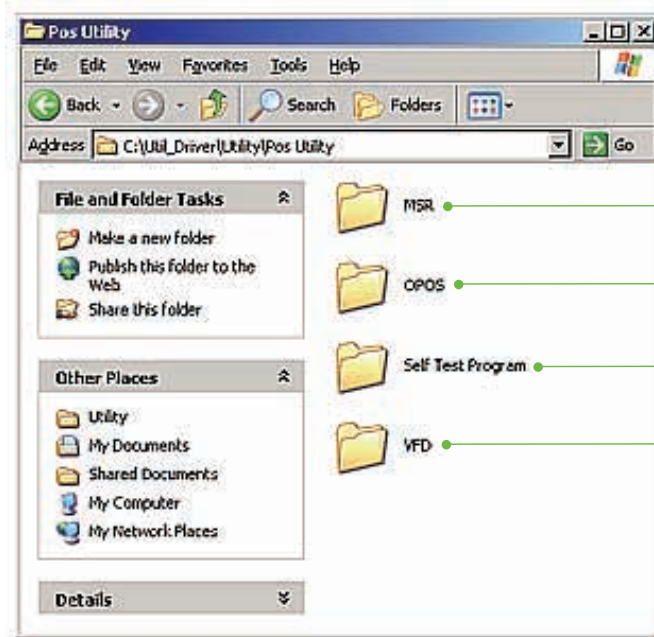 Pos Utility
File Edit View Favorites Tools Help
Back Search Folders
Address C:\Util_Driver\Utility\Pos Utility Go
File and Folder Tasks
Make a new folder
Publish this folder to the
Web
Share this folder
Other Places
Utility
My Documents
Shared Documents
My Computer
My Network Places
Details
MSR
OPOS
Self Test Program
VFD